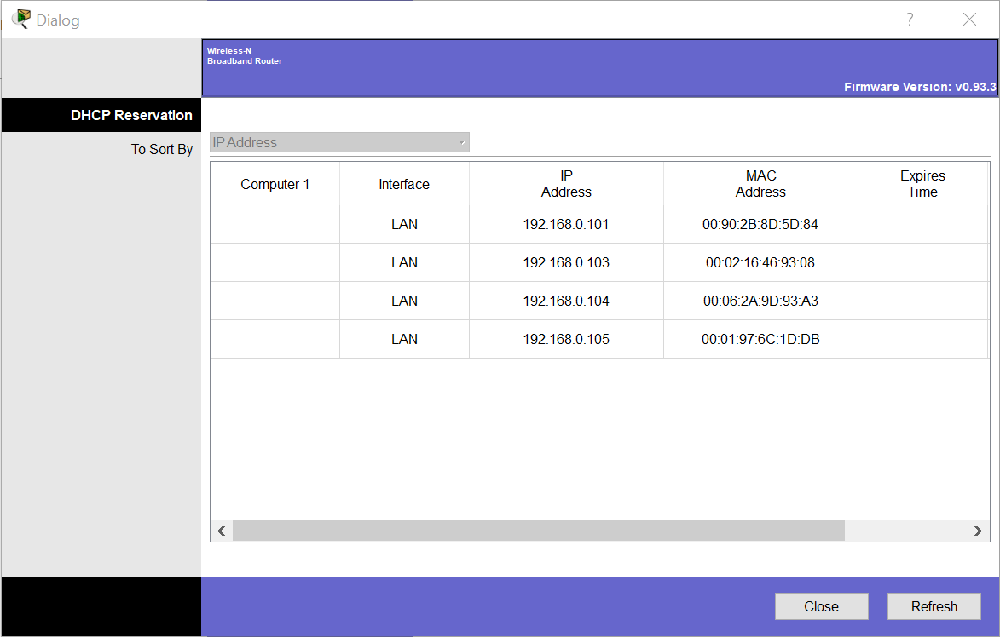 Dialog
Wireless-N
Broadband Router
Firmware Version: v0.93.3
DHCP Reservation
To Sort By
IP Address
Computer 1 Interface IP Address MAC Address Expires Time
LAN 192.168.0.101 00:90:2B:8D:5D:84
LAN 192.168.0.103 00:02:16:46:93:08
LAN 192.168.0.104 00:06:2A:9D:93:A3
LAN 192.168.0.105 00:01:97:6C:1D:DB
Close Refresh